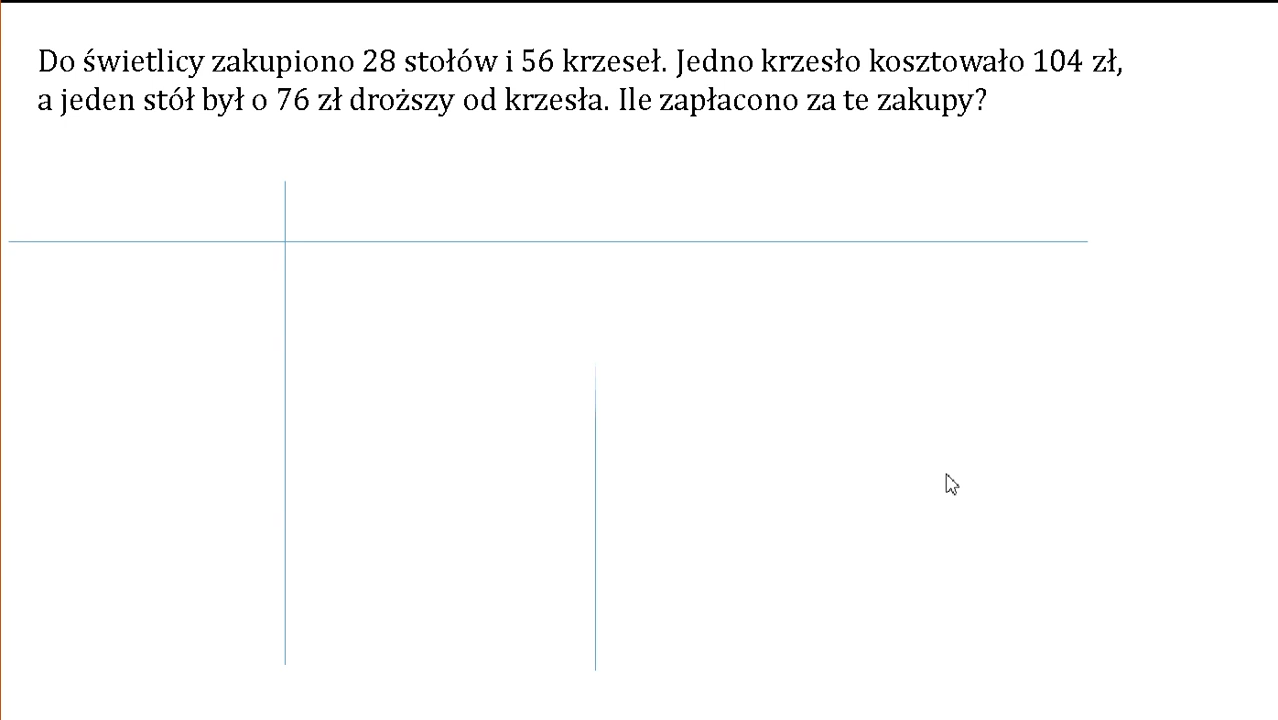 Do świetlicy zakupiono 28 stołów i 56 krzeseł. Jedno krzesło kosztowało 104 zł,
a jeden stół był o 76 zł droższy od krzesła. Ile zapłacono za te zakupy?